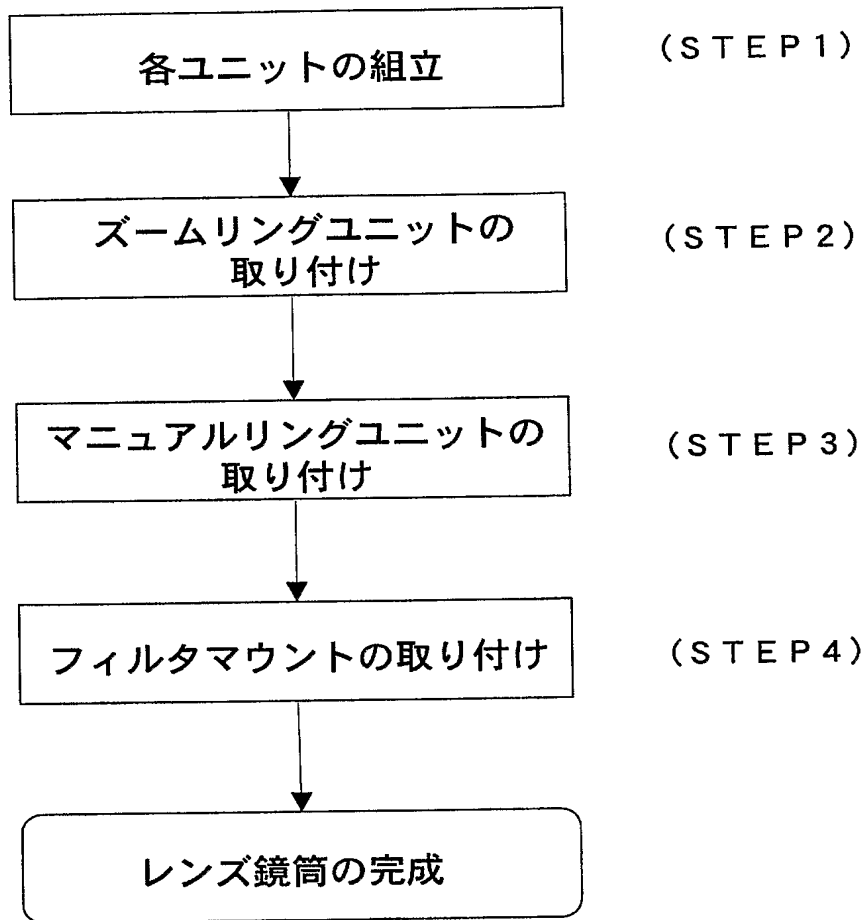 各ユニットの組立
(STEP1)
ズームリングユニットの
取り付け
(STEP2)
マニュアルリングユニットの
取り付け
(STEP3)
フィルタマウントの取り付け
(STEP4)
レンズ鏡筒の完成